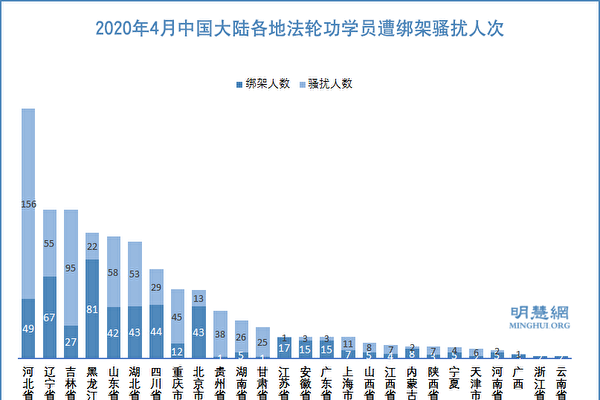 2020年4月中国大陆各地法轮功学员遭绑架骚扰人次
绑架人数 骚扰人数
156 55 95 22 58 53 29 45 13 38 26 25 1 3 3 11 8 7 2 7 4 6 2 1
49 67 27 81 42 43 44 12 43 1 5 1 17 15 15 7 5 4 8
明慧網
MINGHUI.ORG
河北省
辽宁省
吉林省
黑龙江
山东省
湖北省
四川省
重庆市
北京市
贵州省
湖南省
甘肃省
江苏省
安徽省
广东省
上海市
山西省
江西省
内蒙古
陕西省
宁夏
天津市
河南省
广西
浙江省
云南省